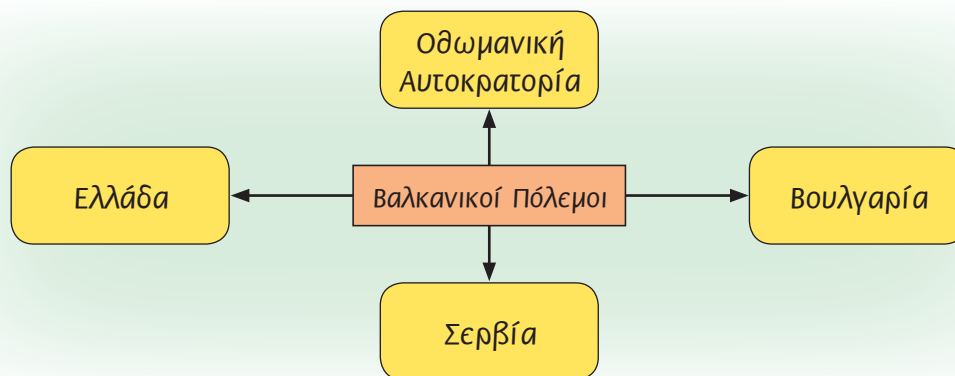 Οθωμανική
Αυτοκρατορία
Ελλάδα
Βαλκανικοί Πόλεμοι
Βουλγαρία
Σερβία